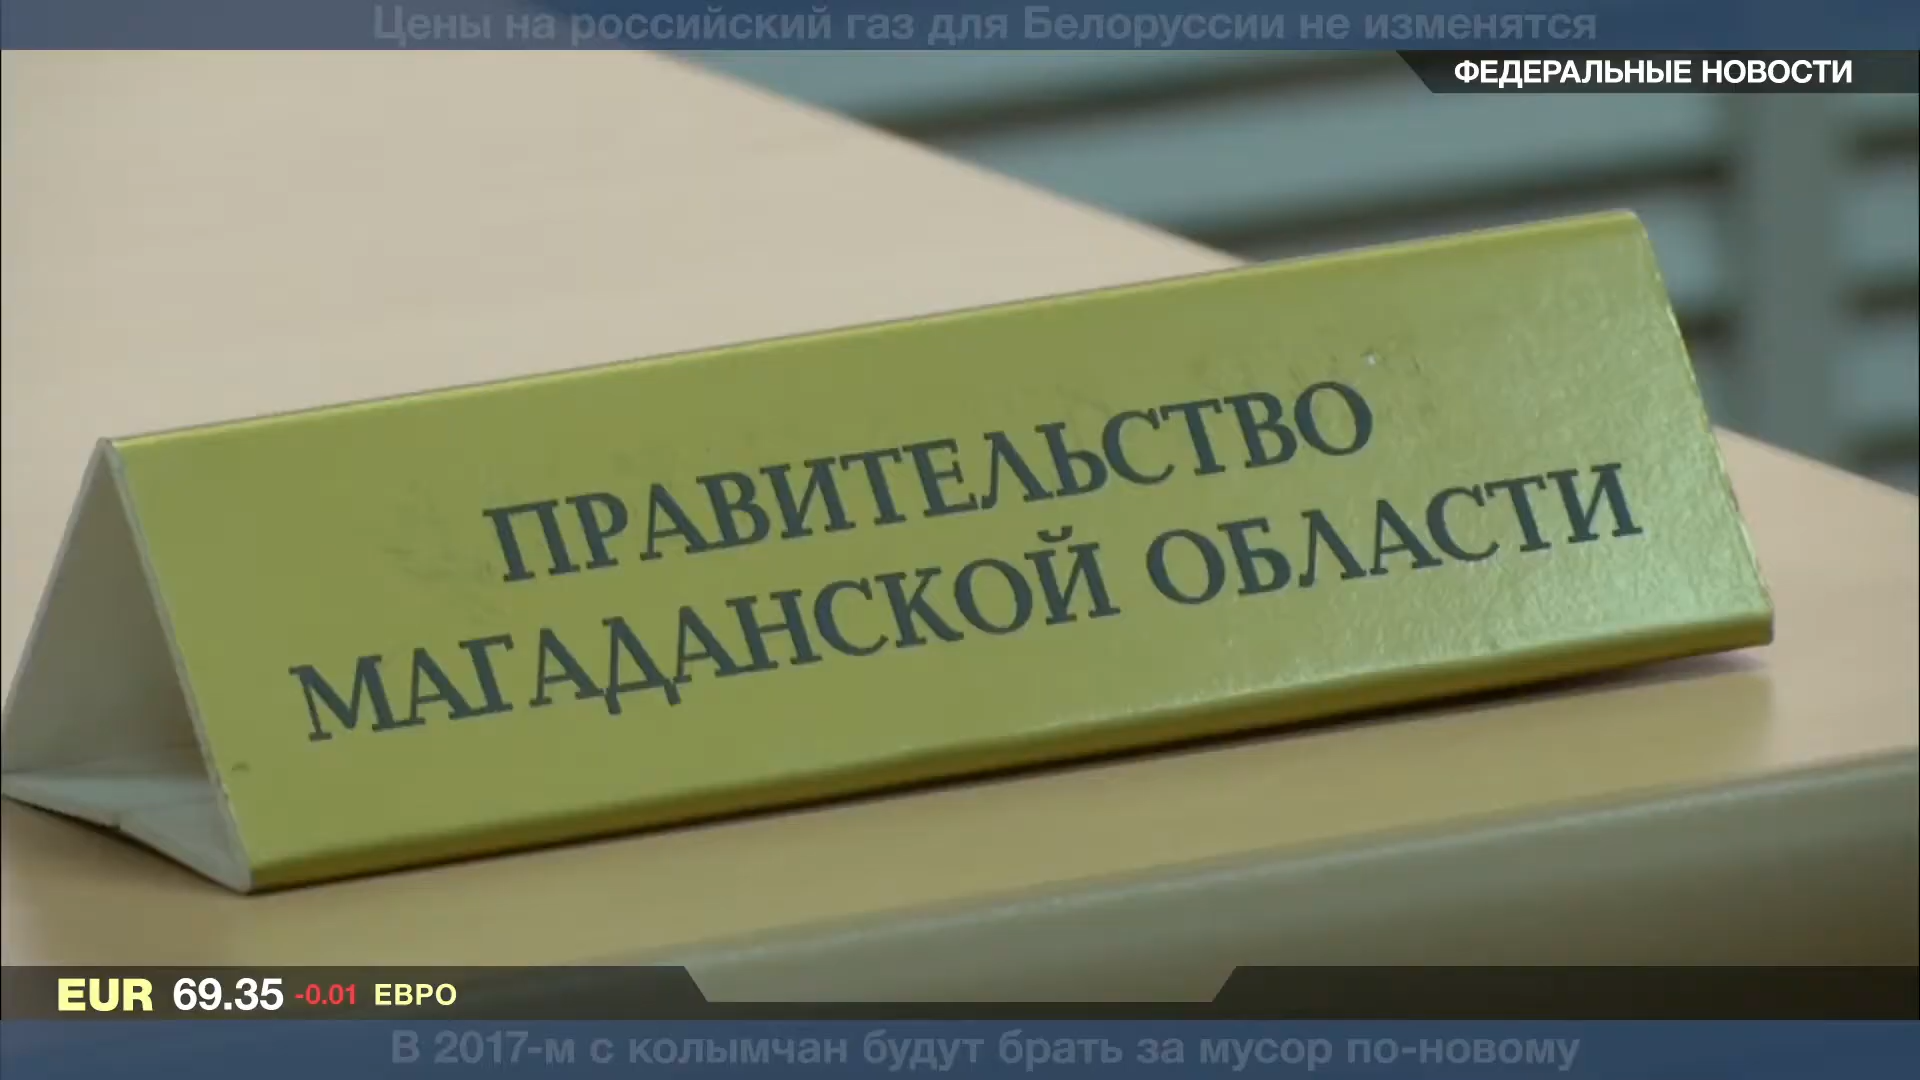 Цены на российский газ для Белоруссии не изменятся
ФЕДЕРАЛЬНЫЕ НОВОСТИ
ПРАВИТЕЛЬСТВО
МАГАДАНСКОЙ ОБЛАСТИ
EUR 69.35 -0.01 ЕВРО
В 2017-м с колымчан будут брать за мусор по-новому